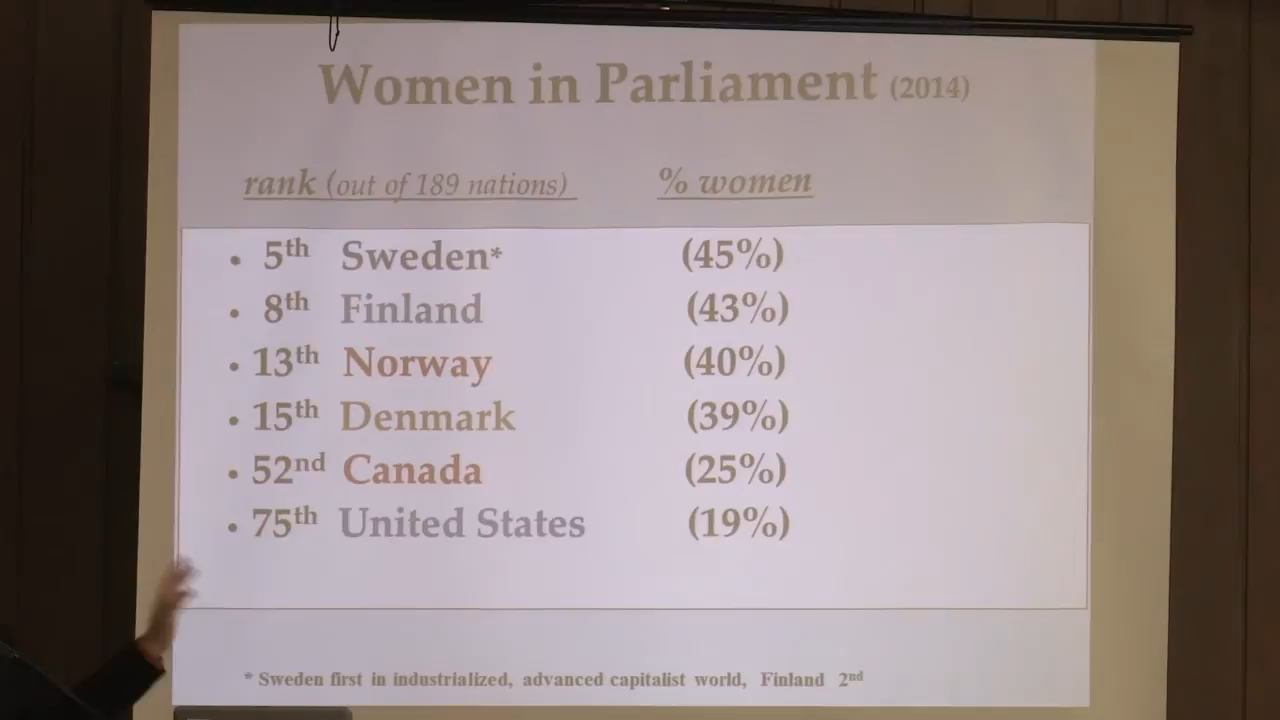 Women in Parliament (2014)
rank (out of 189 nations) % women
• 5th Sweden* (45%)
• 8th Finland (43%)
• 13th Norway (40%)
• 15th Denmark (39%)
• 52nd Canada (25%)
• 75th United States (19%)
* Sweden first in industrialized, advanced capitalist world, Finland 2nd